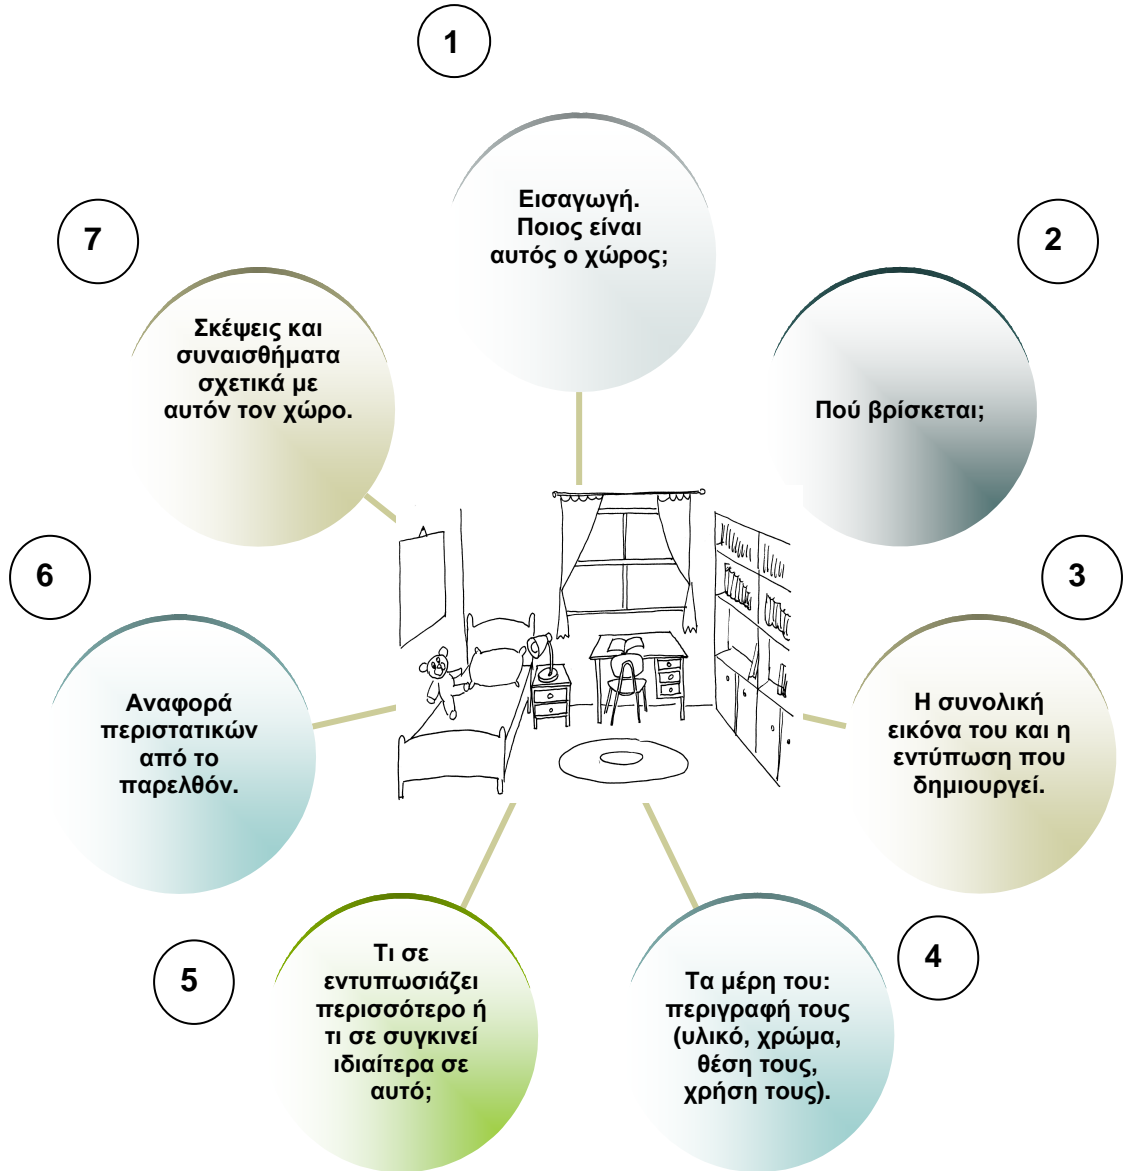 1
Εισαγωγή.
Ποιος είναι
αυτός ο χώρος;
2
Πού βρίσκεται;
3
Η συνολική
εικόνα του και η
εντύπωση που
δημιουργεί.
4
Τα μέρη του:
περιγραφή τους
(υλικό, χρώμα,
θέση τους,
χρήση τους).
5
Τι σε
εντυπωσιάζει
περισσότερο ή
τι σε συγκινεί
ιδιαίτερα σε
αυτό;
6
Αναφορά
περιστατικών
από το
παρελθόν.
7
Σκέψεις και
συναισθήματα
σχετικά με
αυτόν τον χώρο.